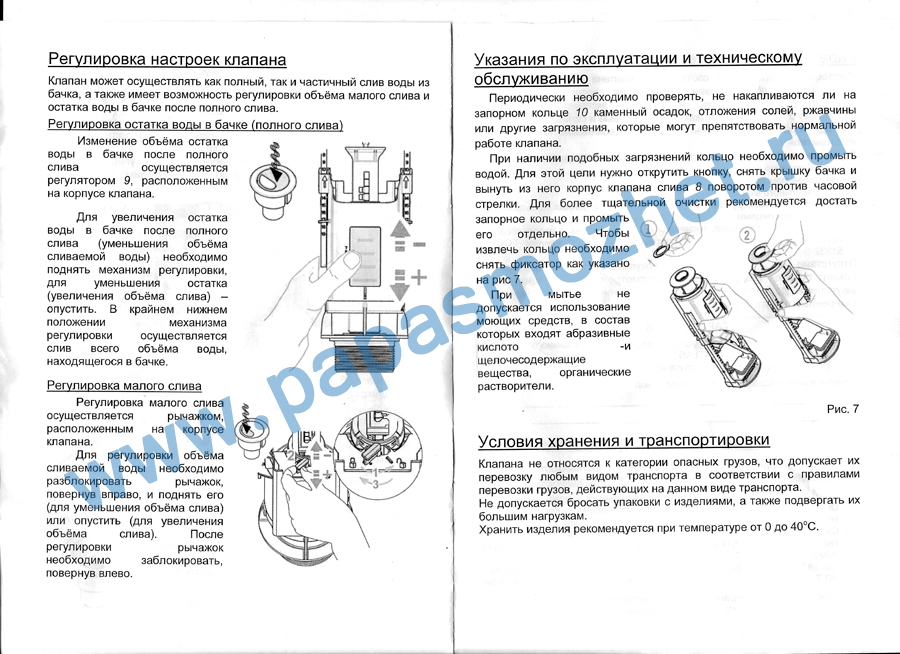 Регулировка настроек клапана
Клапан может осуществлять как полный, так и частичный слив воды из
бачка, а также имеет возможность регулировки объёма малого слива и
остатка воды в бачке после полного слива.
Регулировка остатка воды в бачке (полного слива)
Изменение объёма остатка
воды в бачке после полного
слива осуществляется
регулятором 9, расположенным
на корпусе клапана.
Для увеличения остатка
воды в бачке после полного
слива (уменьшения объёма
сливаемой воды) необходимо
поднять механизм регулировки,
для уменьшения остатка
(увеличения объёма слива) –
опустить. В крайнем нижнем
положении механизма
регулировки осуществляется
слив всего объёма воды,
находящегося в бачке.
Регулировка малого слива
Регулировка малого слива
осуществляется рычажком,
расположенным на корпусе
клапана.
Для регулировки объёма
сливаемой воды необходимо
разблокировать рычажок,
повернув вправо, и поднять его
(для уменьшения объёма слива)
или опустить (для увеличения
объёма слива). После
регулировки рычажок
необходимо заблокировать,
повернув влево.
–
+
2
–
+
1
3
Указания по эксплуатации и техническому
обслуживанию
Периодически необходимо проверять, не накапливаются ли на
запорном кольце 10 каменный осадок, отложения солей, ржавчины
или другие загрязнения, которые могут препятствовать нормальной
работе клапана.
При наличии подобных загрязнений кольцо необходимо промыть
водой. Для этой цели нужно открутить кнопку, снять крышку бачка и
вынуть из него корпус клапана слива 8 поворотом против часовой
стрелки. Для более тщательной очистки рекомендуется достать
запорное кольцо и промыть
его отдельно. Чтобы
извлечь кольцо необходимо
снять фиксатор как указано
на рис 7.
При мытье не
допускается использование
моющих средств, в состав
которых входят абразивные
кислото -и
щелочесодержащие
вещества, органические
растворители.
1
2
Рис. 7
Условия хранения и транспортировки
Клапана не относятся к категории опасных грузов, что допускает их
перевозку любым видом транспорта в соответствии с правилами
перевозки грузов, действующих на данном виде транспорта.
Не допускается бросать упаковки с изделиями, а также подвергать их
большим нагрузкам.
Хранить изделия рекомендуется при температуре от 0 до 40°С.
www.papasmozhet.ru